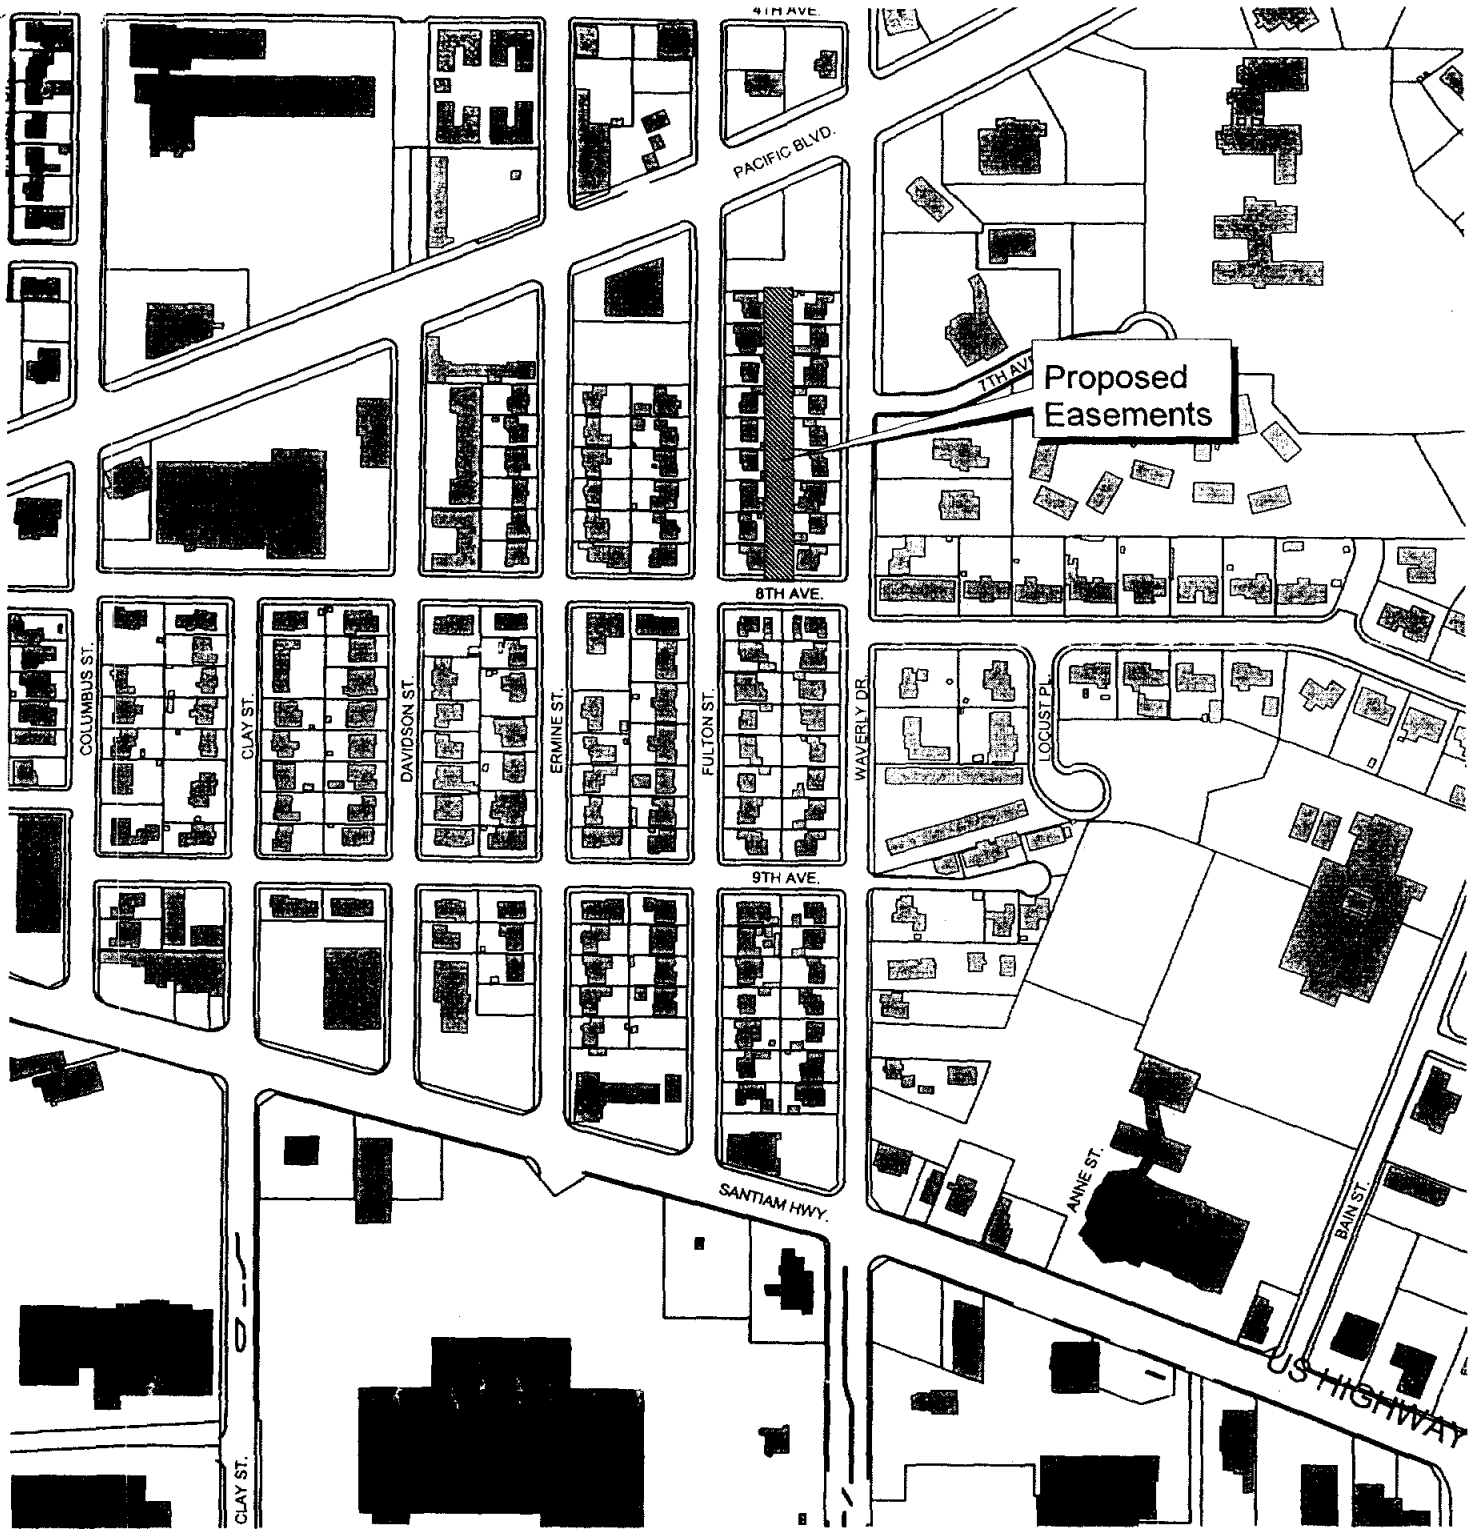 4TH AVE.
PACIFIC BLVD.
7TH AVE
Proposed
Easements
8TH AVE.
COLUMBUS ST.
CLAY ST.
DAVIDSON ST.
ERMINE ST.
FULTON ST.
WAVERLY DR.
LOCUST PL.
9TH AVE.
SANTIAM HWY.
ANNE ST.
BAIN ST.
US HIGHWAY
CLAY ST.